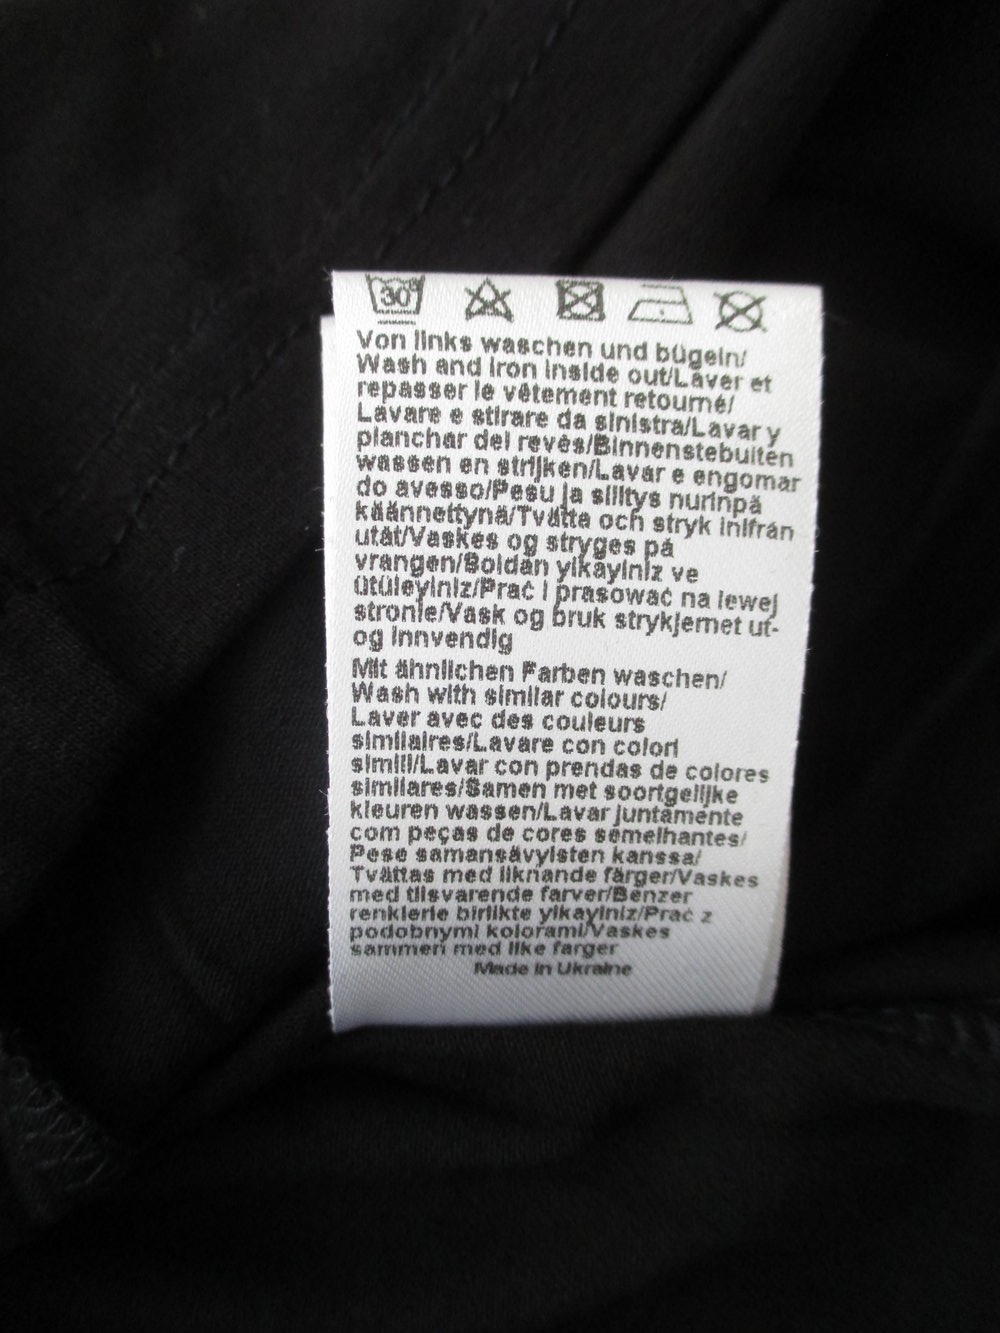 30°
Von links waschen und bügeln/
Wash and iron inside out/Laver et
repasser le vêtement retourné/
Lavare e stirare da sinistra/Lavar y
planchar del revés/Binnenstebuiten
wassen en strijken/Lavar e engomar
do avesso/Pesu ja silitys nurinpä
käännettynä/Tvätta och stryk inifrån
utåt/Vaskes og stryges på
vrangen/Boldan yikayiniz ve
ütüleyiniz/Prać i prasować na lewej
stronie/Vask og bruk strykjernet ut-
og innvendig
Mit ähnlichen Farben waschen/
Wash with similar colours/
Laver avec des couleurs
similaires/Lavare con colori
simili/Lavar con prendas de colores
similares/Samen met soortgelijke
kleuren wassen/Lavar juntamente
com peças de cores semelhantes/
Pese samansävyisten kanssa/
Tvättas med liknande färger/Vaskes
med tilsvarende farver/Benzer
renklerle birlikte yikayiniz/Prać z
podobnymi kolorami/Vaskes
sammen med like farger
Made in Ukraine